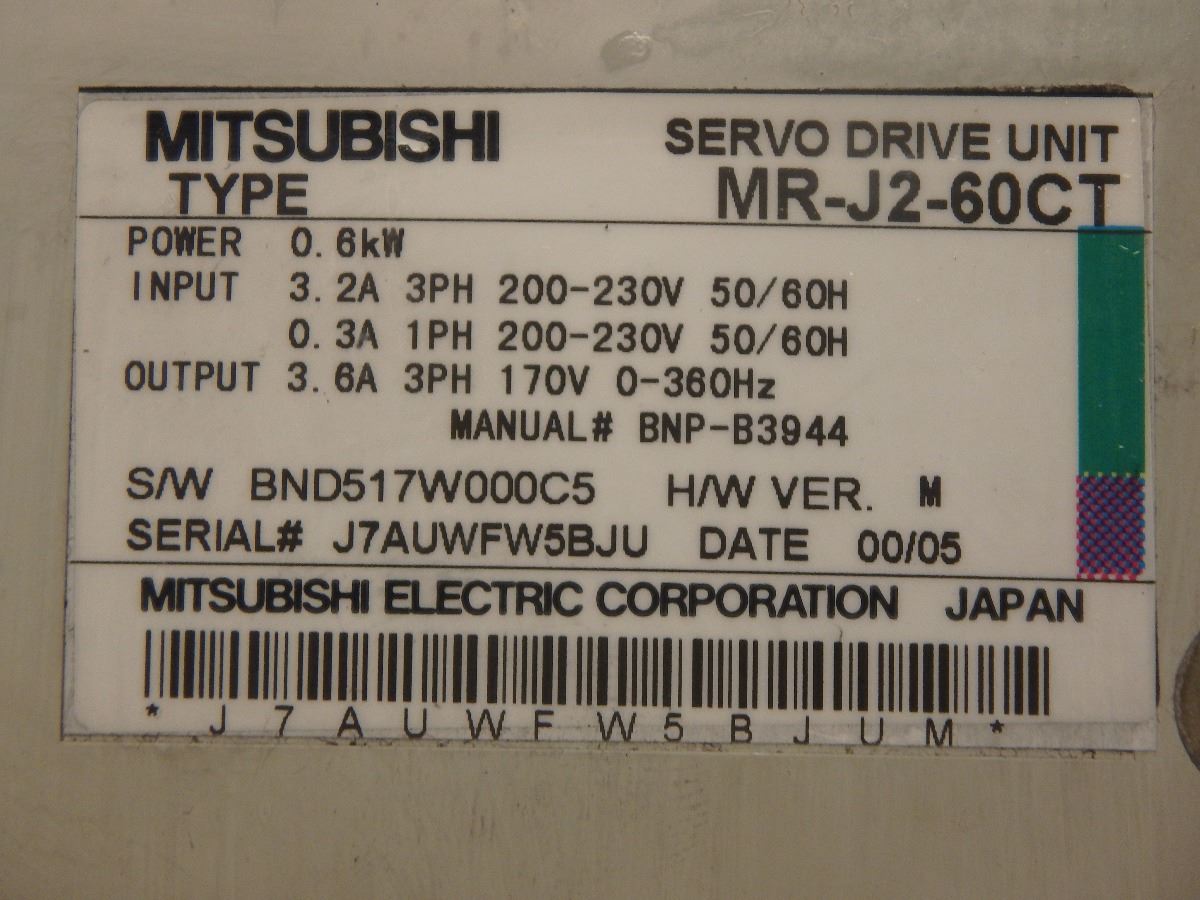 MITSUBISHI SERVO DRIVE UNIT
TYPE MR-J2-60CT
POWER 0.6kW
INPUT 3.2A 3PH 200-230V 50/60H
0.3A 1PH 200-230V 50/60H
OUTPUT 3.6A 3PH 170V 0-360Hz
MANUAL# BNP-B3944
S/W BND517W000C5 H/W VER. M
SERIAL# J7AUWFW5BJU DATE 00/05
MITSUBISHI ELECTRIC CORPORATION JAPAN
* J 7 A U W F W 5 B J U M *